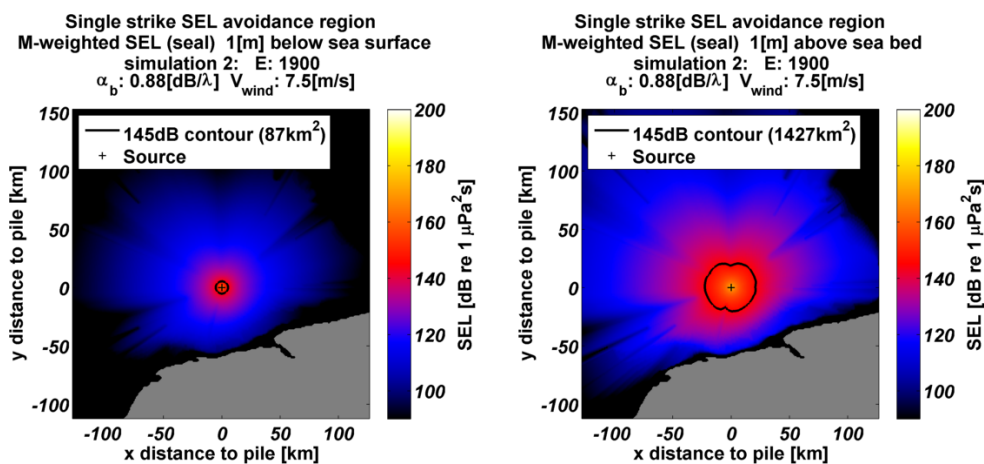 Single strike SEL avoidance region
M-weighted SEL (seal)  1[m] below sea surface
simulation 2:   E: 1900
α_b: 0.88[dB/λ]  V_wind: 7.5[m/s]
150
100
50
0
-50
-100
y distance to pile [km]
145dB contour (87km²)
Source
-100
-50
0
50
100
x distance to pile [km]
200
180
160
140
120
100
SEL [dB re 1 μPa²s]
Single strike SEL avoidance region
M-weighted SEL (seal)  1[m] above sea bed
simulation 2:   E: 1900
α_b: 0.88[dB/λ]  V_wind: 7.5[m/s]
150
100
50
0
-50
-100
y distance to pile [km]
145dB contour (1427km²)
Source
-100
-50
0
50
100
x distance to pile [km]
200
180
160
140
120
100
SEL [dB re 1 μPa²s]